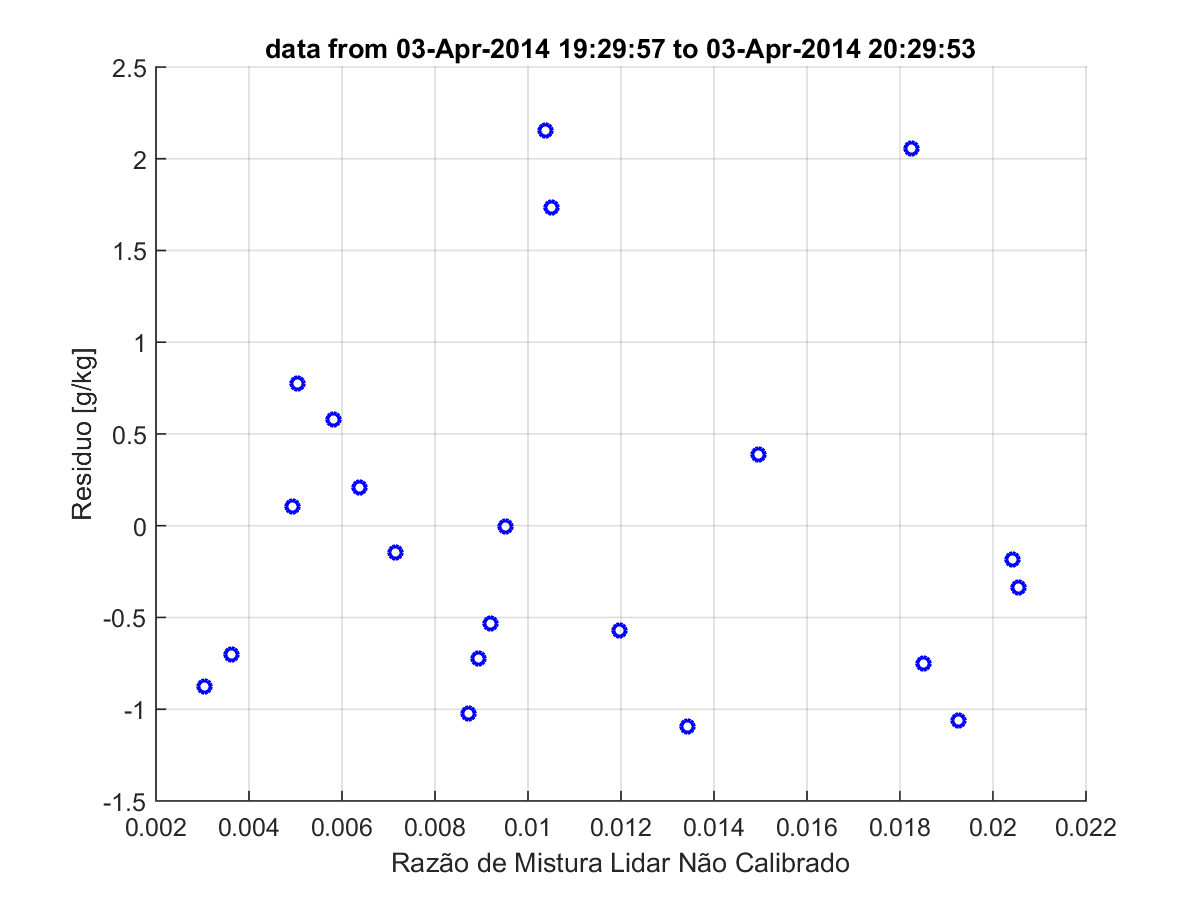 data from 03-Apr-2014 19:29:57 to 03-Apr-2014 20:29:53
2.5
2
1.5
1
0.5
0
-0.5
-1
-1.5
Residuo [g/kg]
0.002 0.004 0.006 0.008 0.01 0.012 0.014 0.016 0.018 0.02 0.022
Razão de Mistura Lidar Não Calibrado